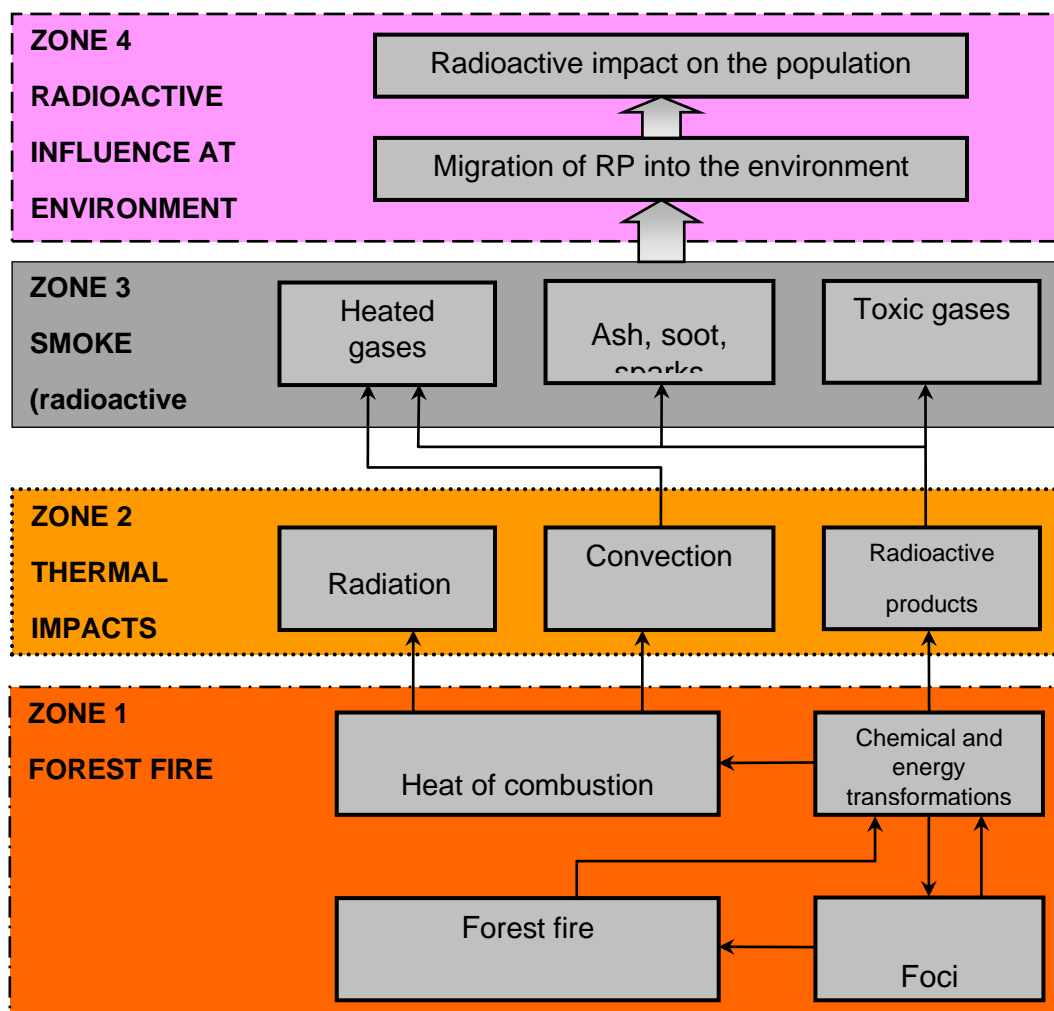 ZONE 4
RADIOACTIVE
INFLUENCE AT
ENVIRONMENT
Radioactive impact on the population
Migration of RP into the environment
ZONE 3
SMOKE
(radioactive
Heated
gases
Ash, soot,
sparks
Toxic gases
ZONE 2
THERMAL
IMPACTS
Radiation
Convection
Radioactive
products
ZONE 1
FOREST FIRE
Heat of combustion
Chemical and
energy
transformations
Forest fire
Foci